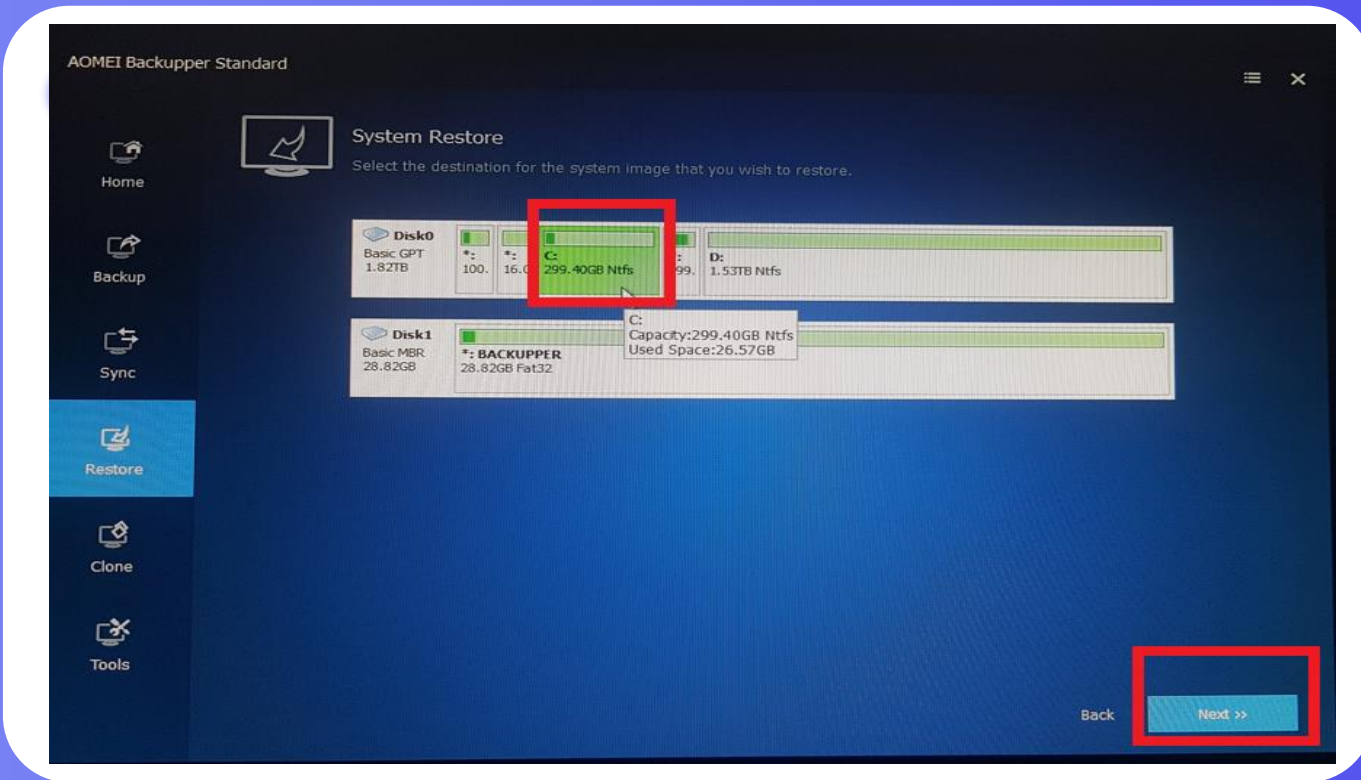 AOMEI Backupper Standard
Home
Backup
Sync
Restore
Clone
Tools
System Restore
Select the destination for the system image that you wish to restore.
Disk0
Basic GPT
1.82TB
*:
100.
*:
16.0
C:
299.40GB Ntfs
:
99.
D:
1.53TB Ntfs
C:
Capacity:299.40GB Ntfs
Used Space:26.57GB
Disk1
Basic MBR
28.82GB
*: BACKUPPER
28.82GB Fat32
Back
Next >>